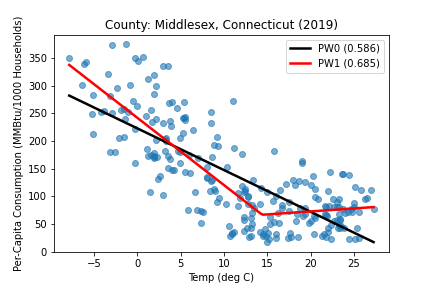 County: Middlesex, Connecticut (2019)
Per-Capita Consumption (MMBtu/1000 Households)
350
300
250
200
150
100
50
0
PW0 (0.586)
PW1 (0.685)
−5 0 5 10 15 20 25
Temp (deg C)